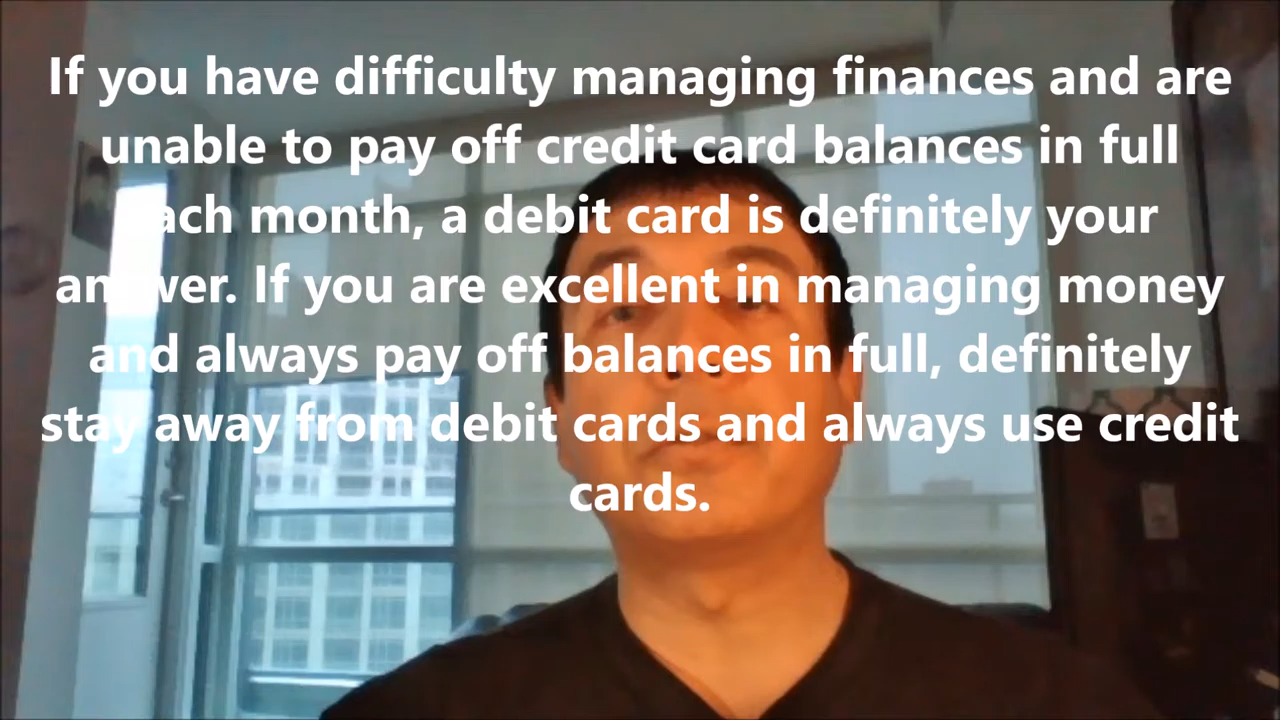 If you have difficulty managing finances and are
unable to pay off credit card balances in full
each month, a debit card is definitely your
answer. If you are excellent in managing money
and always pay off balances in full, definitely
stay away from debit cards and always use credit
cards.